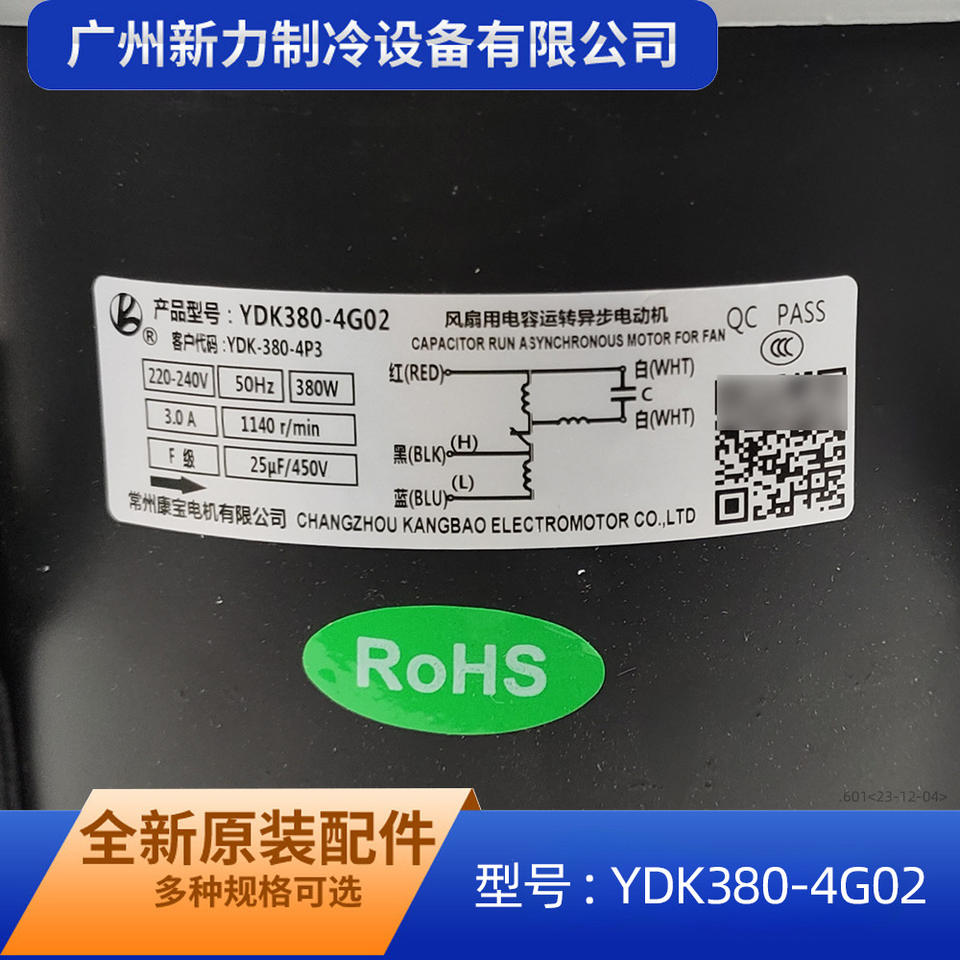 广州新力制冷设备有限公司
产品型号: YDK380-4G02
客户代码: YDK-380-4P3
220-240V 50Hz 380W
3.0 A 1140 r/min
F 级 25μF/450V
常州康宝电机有限公司 CHANGZHOU KANGBAO ELECTROMOTOR CO.,LTD
风扇用电容运转异步电动机
CAPACITOR RUN ASYNCHRONOUS MOTOR FOR FAN
红(RED) 白(WHT)
C
白(WHT)
黑(BLK) (H)
蓝(BLU) (L)
QC PASS
CCC
RoHS
.601<23-12-04>
全新原装配件
多种规格可选
型号: YDK380-4G02